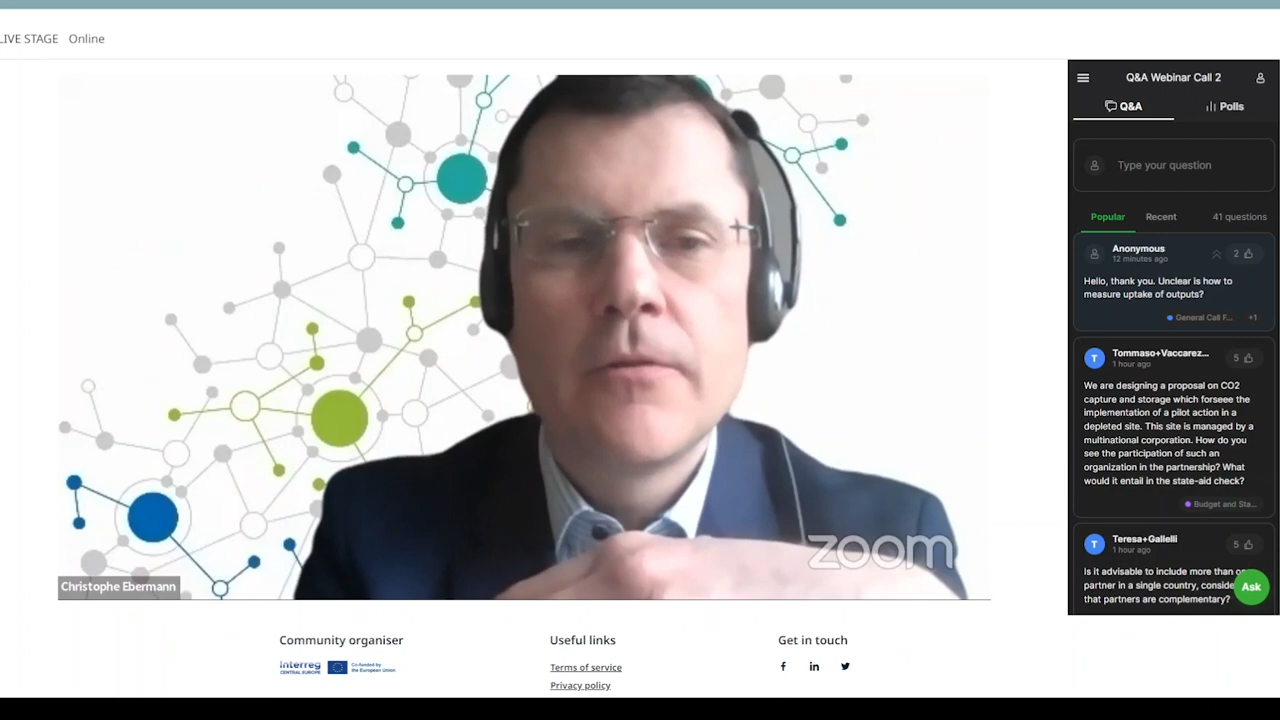 LIVE STAGE Online
Christophe Ebermann
zoom
Q&A Webinar Call 2
Q&A
Polls
Type your question
Popular
Recent
41 questions
Anonymous
12 minutes ago
2
Hello, thank you. Unclear is how to
measure uptake of outputs?
General Call F...
+1
T
Tommaso+Vaccarez...
1 hour ago
5
We are designing a proposal on CO2
capture and storage which forseee the
implementation of a pilot action in a
depleted site. This site is managed by a
multinational corporation. How do you
see the participation of such an
organization in the partnership? What
would it entail in the state-aid check?
Budget and Sta...
T
Teresa+Gallelli
1 hour ago
5
Is it advisable to include more than
partner in a single country,
that partners are complementary?
Ask
Community organiser
Interreg
CENTRAL EUROPE
Co-funded by
the European Union
Useful links
Terms of service
Privacy policy
Get in touch